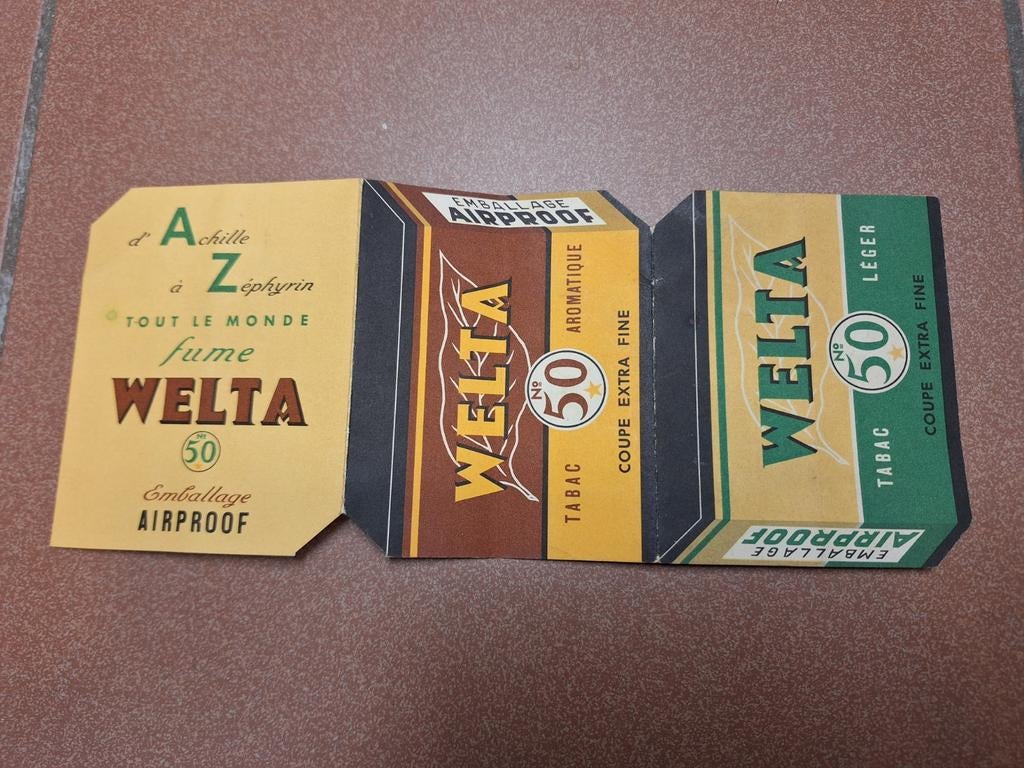 d' Achille
à Zéphyrin
TOUT LE MONDE
fume
WELTA
No 50
Emballage
AIRPROOF
EMBALLAGE
AIRPROOF
WELTA
No 50
TABAC AROMATIQUE
COUPE EXTRA FINE
WELTA
No 50
TABAC LÉGER
COUPE EXTRA FINE
EMBALLAGE
AIRPROOF